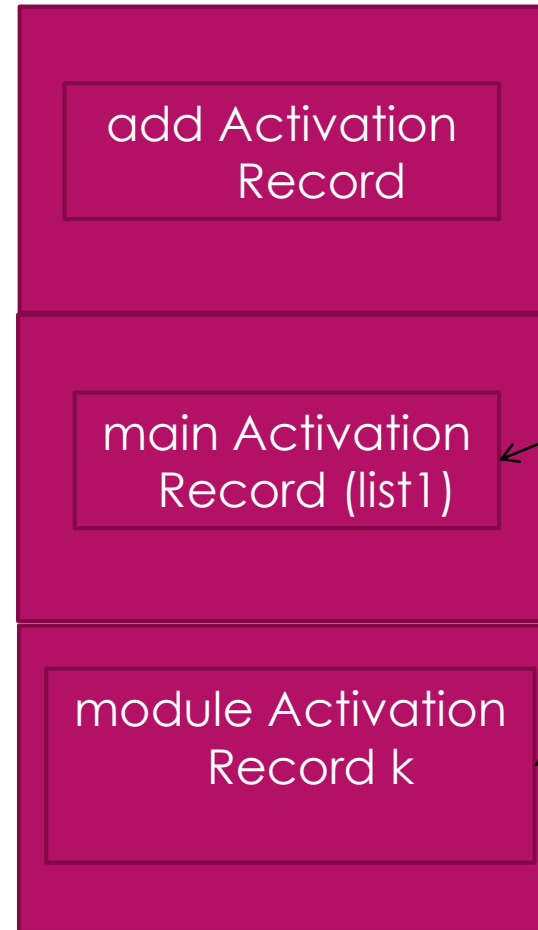 add Activation
Record
main Activation
Record (list1)
module Activation
Record k